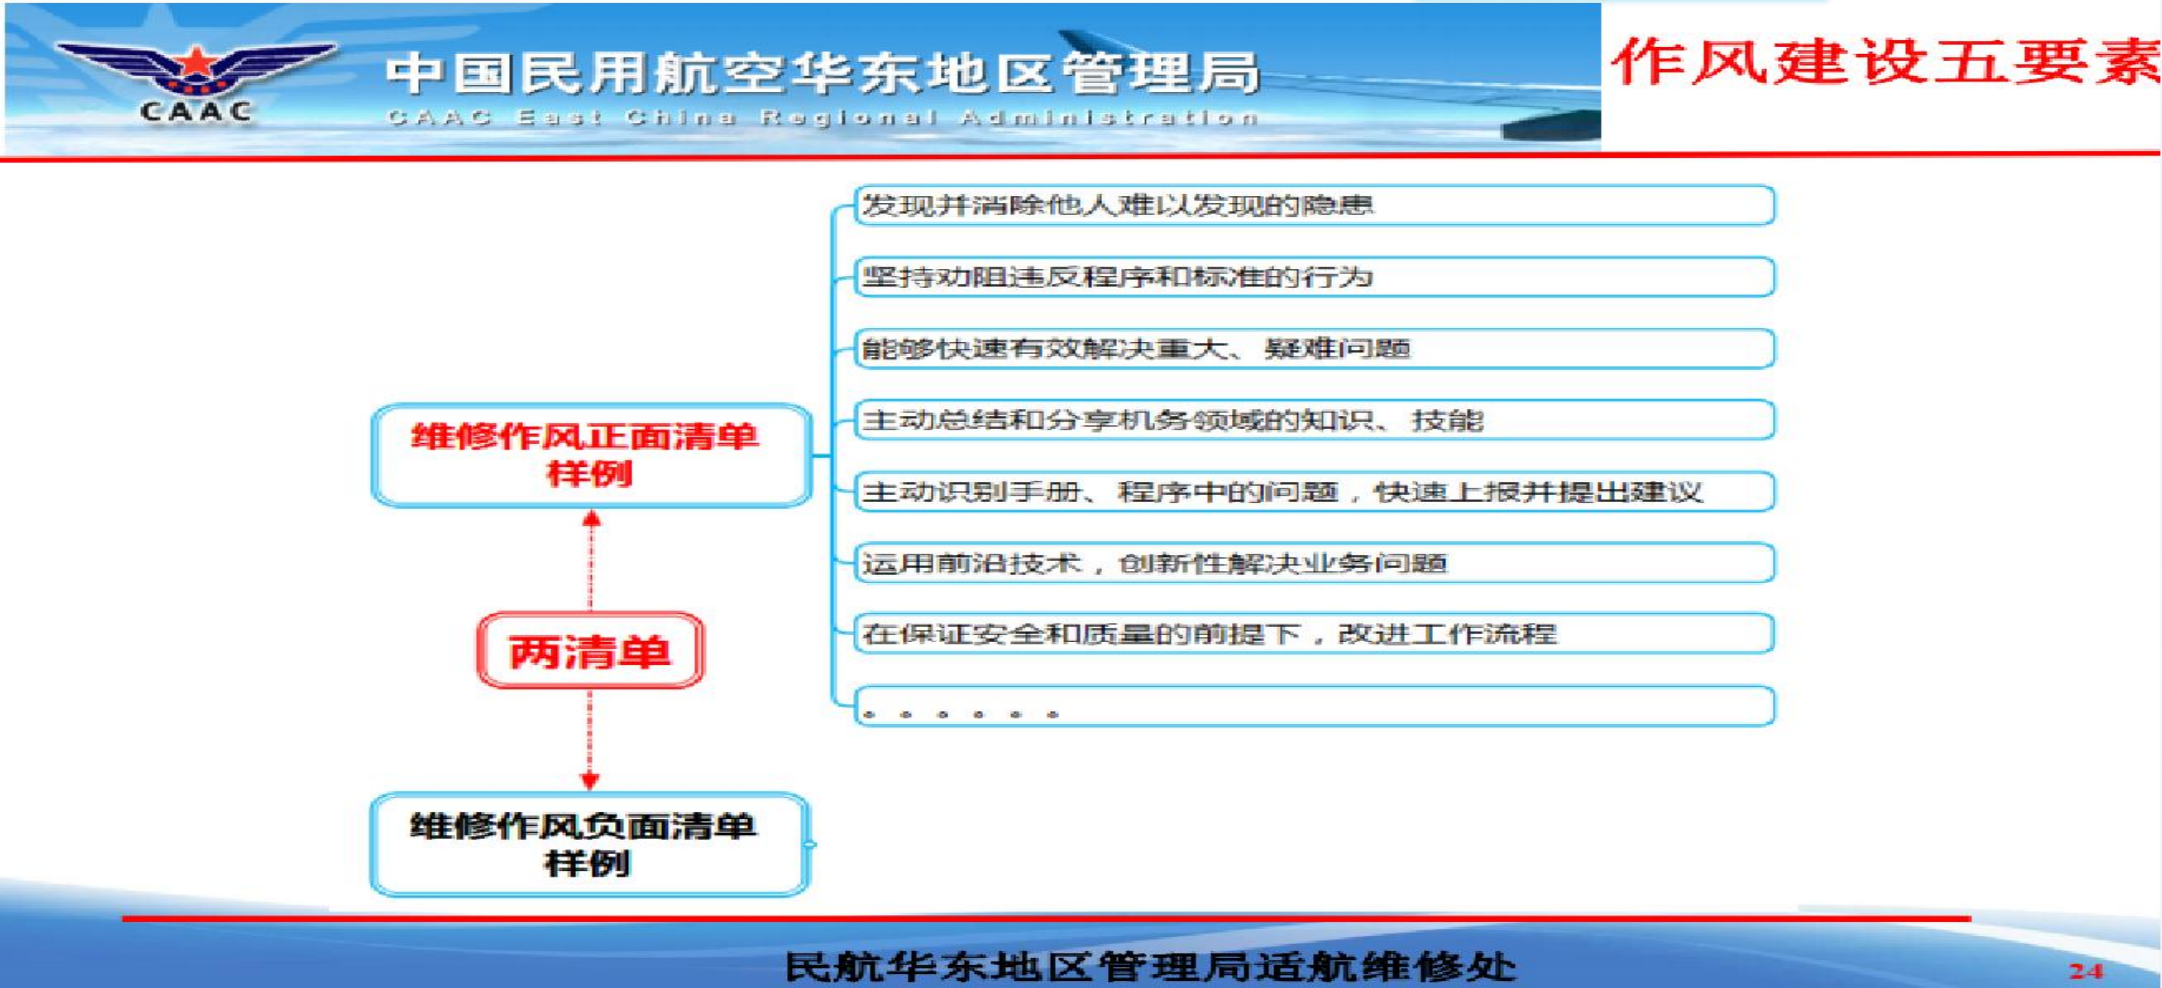 中国民用航空华东地区管理局
CAAC
CAAC East China Regional Administration
作风建设五要素
发现并消除他人难以发现的隐患
坚持劝阻违反程序和标准的行为
能够快速有效解决重大、疑难问题
主动总结和分享机务领域的知识、技能
维修作风正面清单
样例
主动识别手册、程序中的问题，快速上报并提出建议
运用前沿技术，创新性解决业务问题
在保证安全和质量的前提下，改进工作流程
。。。。。。
两清单
维修作风负面清单
样例
民航华东地区管理局适航维修处
24